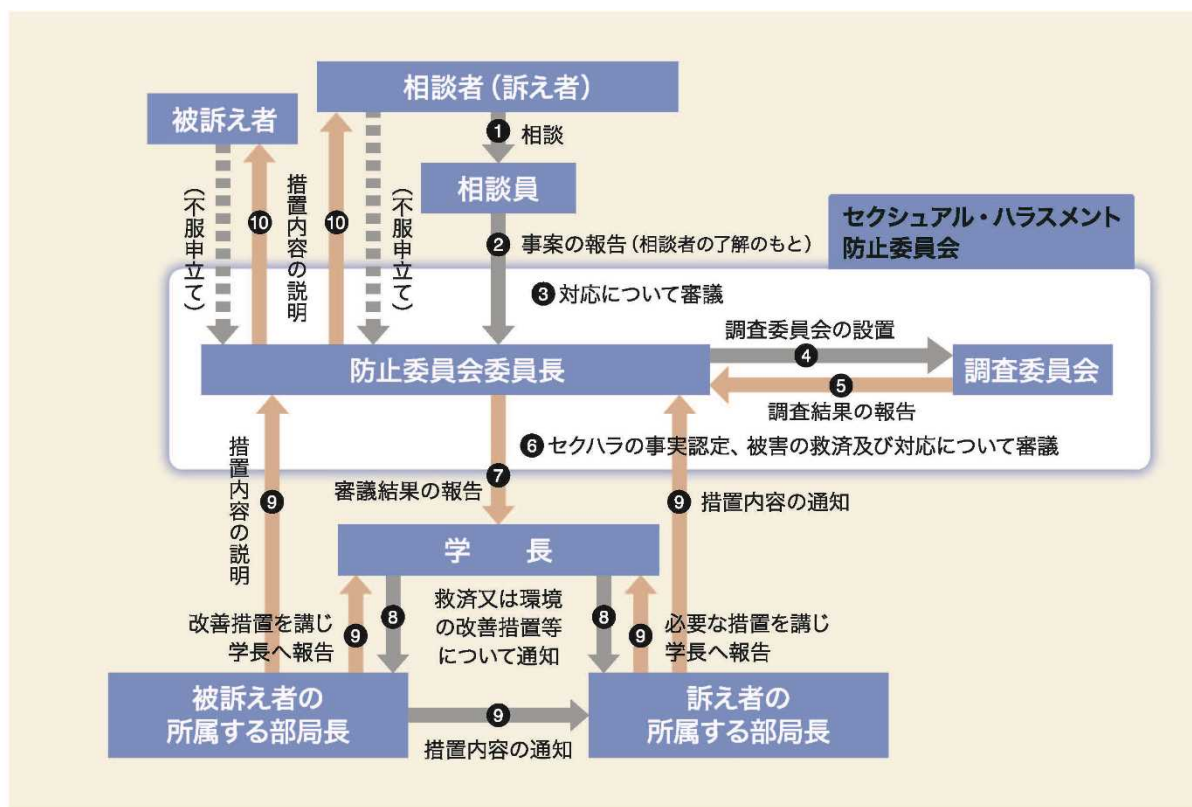 相談者（訴え者）
被訴え者
❶ 相談
相談員
（不服申立て）
❿
措置内容の説明
❿
（不服申立て）
❷ 事案の報告（相談者の了解のもと）
セクシュアル・ハラスメント
防止委員会
❸ 対応について審議
調査委員会の設置
❹
防止委員会委員長
調査委員会
❺
調査結果の報告
❻ セクハラの事実認定、被害の救済及び対応について審議
措置内容の説明
❾
審議結果の報告
❼
❾ 措置内容の通知
学　長
改善措置を講じ
学長へ報告
❾
❽
救済又は環境
の改善措置等
について通知
❽
❾
必要な措置を講じ
学長へ報告
被訴え者の
所属する部局長
❾
措置内容の通知
訴え者の
所属する部局長